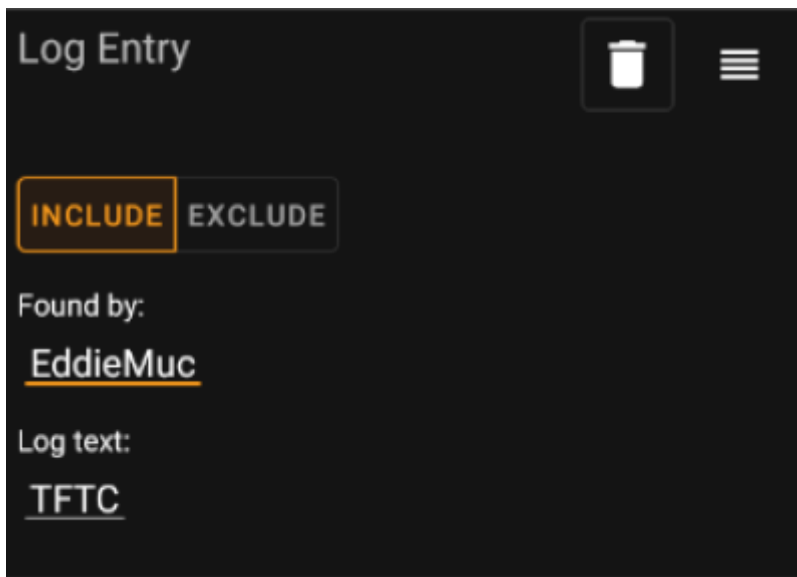 Log Entry
INCLUDE EXCLUDE
Found by:
EddieMuc
Log text:
TFTC